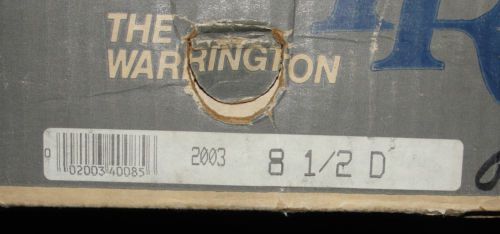 THE
WARRINGTON
2003 8 1/2 D
0 02003 40085